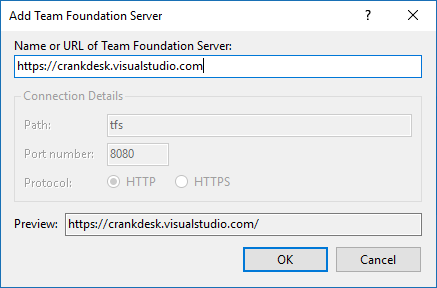 Add Team Foundation Server
?
Name or URL of Team Foundation Server:
https://crankdesk.visualstudio.com
Connection Details
Path: tfs
Port number: 8080
Protocol: HTTP HTTPS
Preview: https://crankdesk.visualstudio.com/
OK Cancel